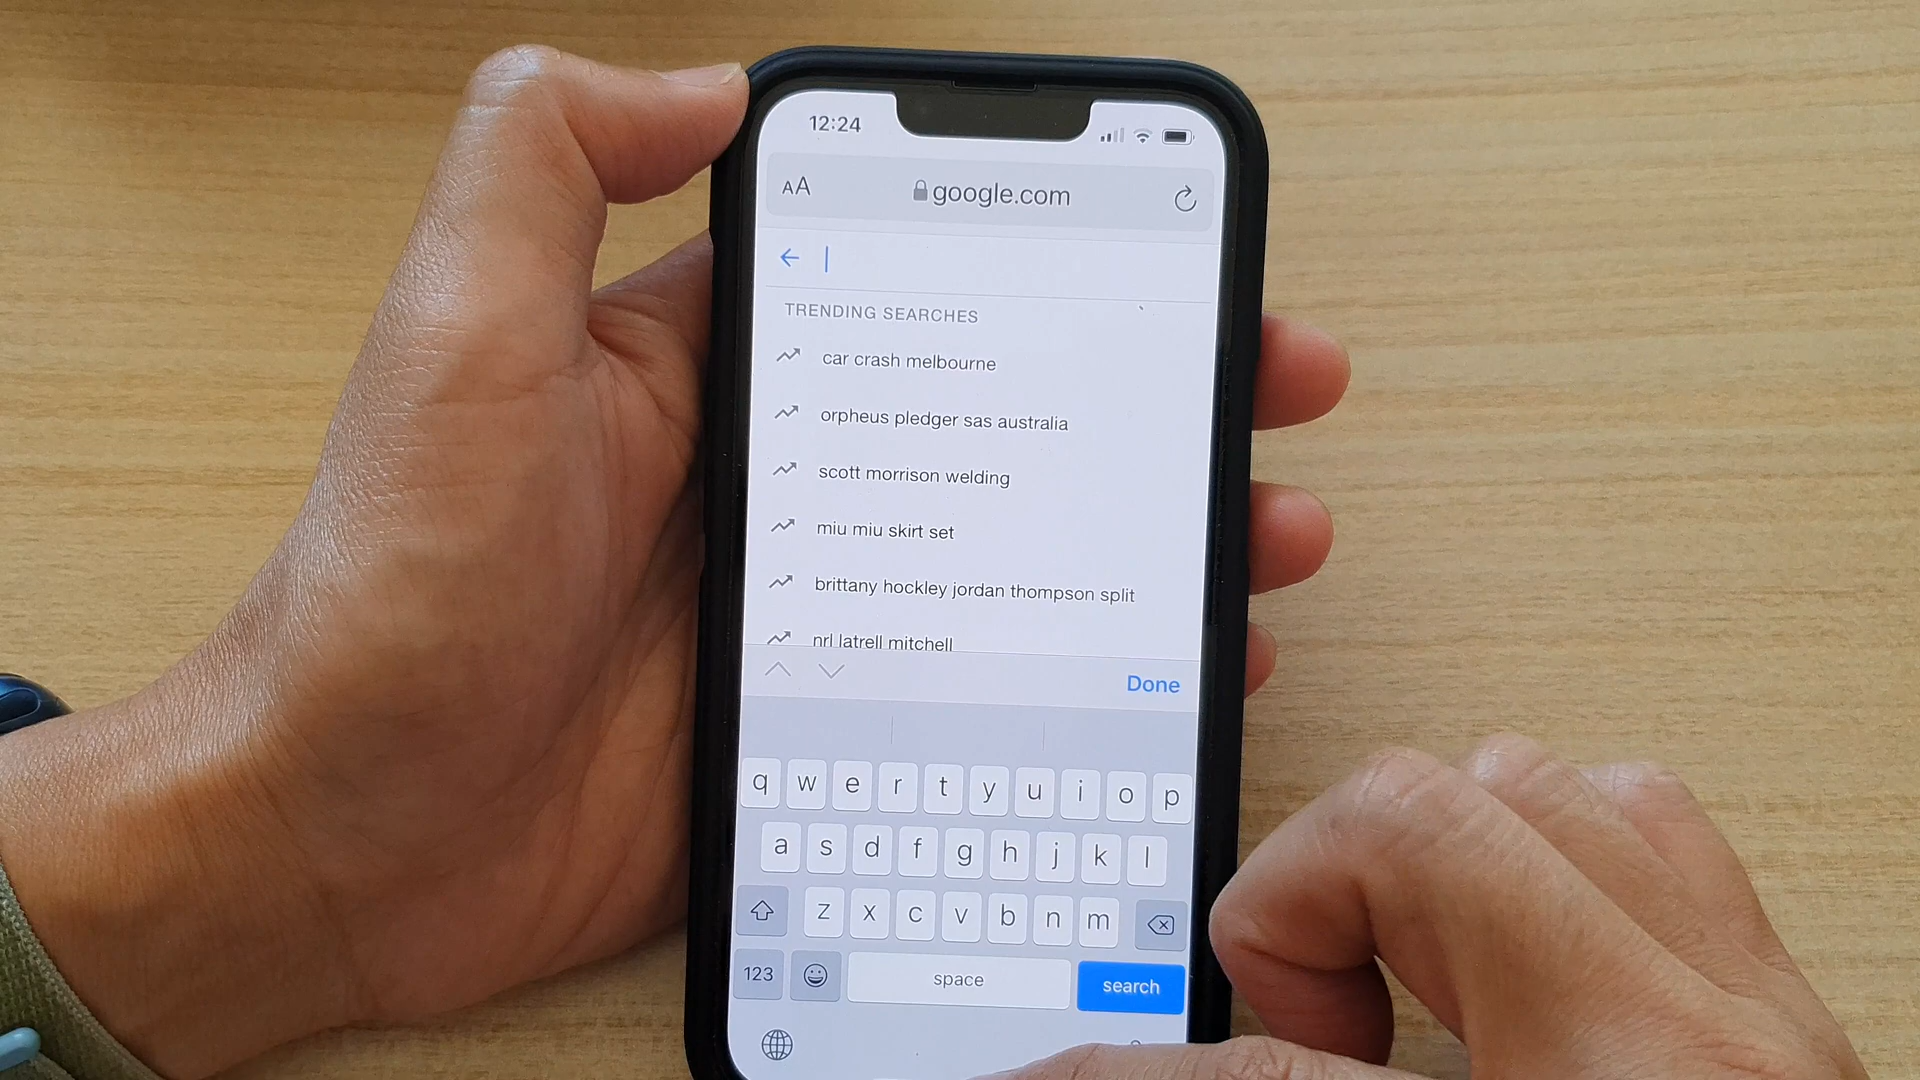 12:24
AA google.com
TRENDING SEARCHES
car crash melbourne
orpheus pledger sas australia
scott morrison welding
miu miu skirt set
brittany hockley jordan thompson split
nrl latrell mitchell
Done
q w e r t y u i o p
a s d f g h j k l
z x c v b n m
123 space search